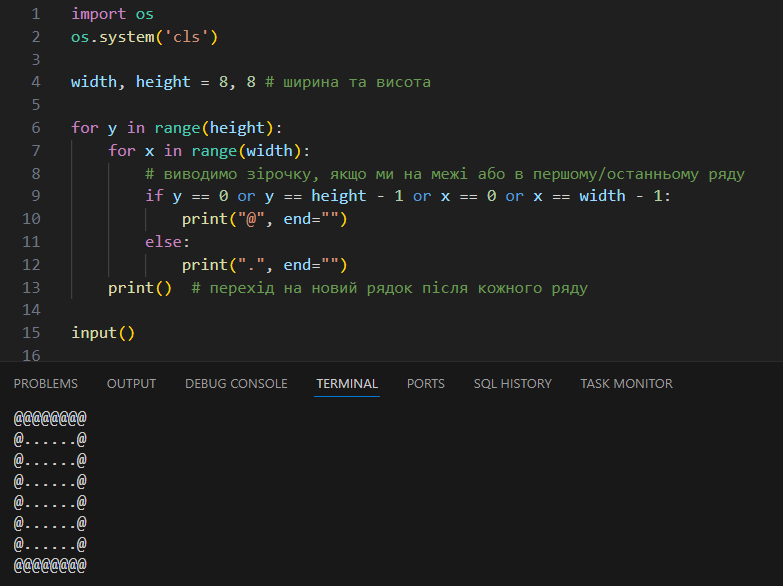 1 import os
2 os.system('cls')
3
4 width, height = 8, 8 # ширина та висота
5
6 for y in range(height):
7     for x in range(width):
8         # виводимо зірочку, якщо ми на межі або в першому/останньому ряду
9         if y == 0 or y == height - 1 or x == 0 or x == width - 1:
10             print("@", end="")
11         else:
12             print(".", end="")
13     print()  # перехід на новий рядок після кожного ряду
14
15 input()
16
PROBLEMS OUTPUT DEBUG CONSOLE TERMINAL PORTS SQL HISTORY TASK MONITOR
@@@@@@@@
@......@
@......@
@......@
@......@
@......@
@......@
@@@@@@@@